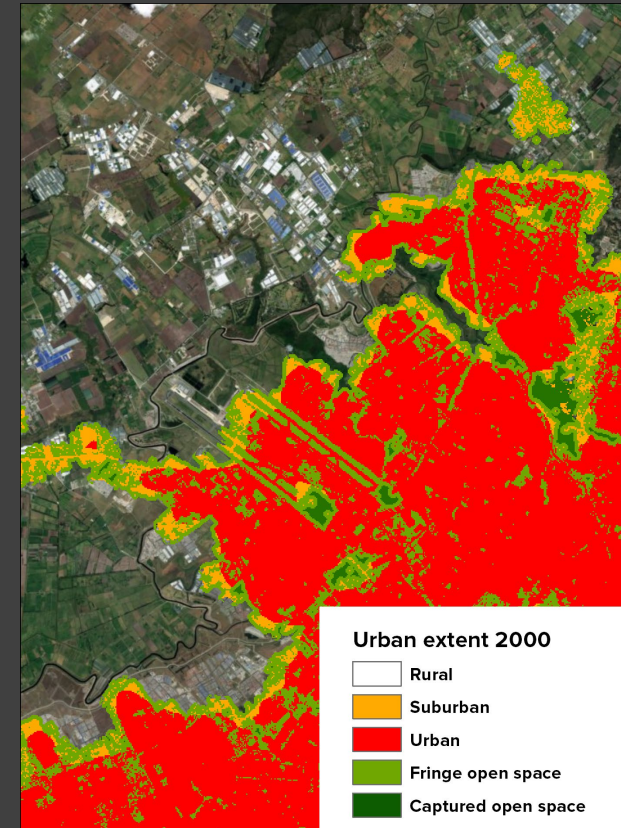 Urban extent 2000
Rural
Suburban
Urban
Fringe open space
Captured open space